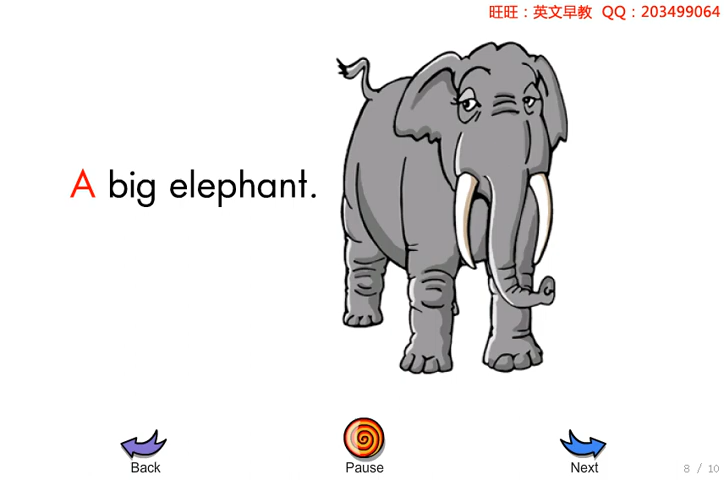 旺旺：英文早教 QQ：203499064
A big elephant.
Back
Pause
Next
8 / 10